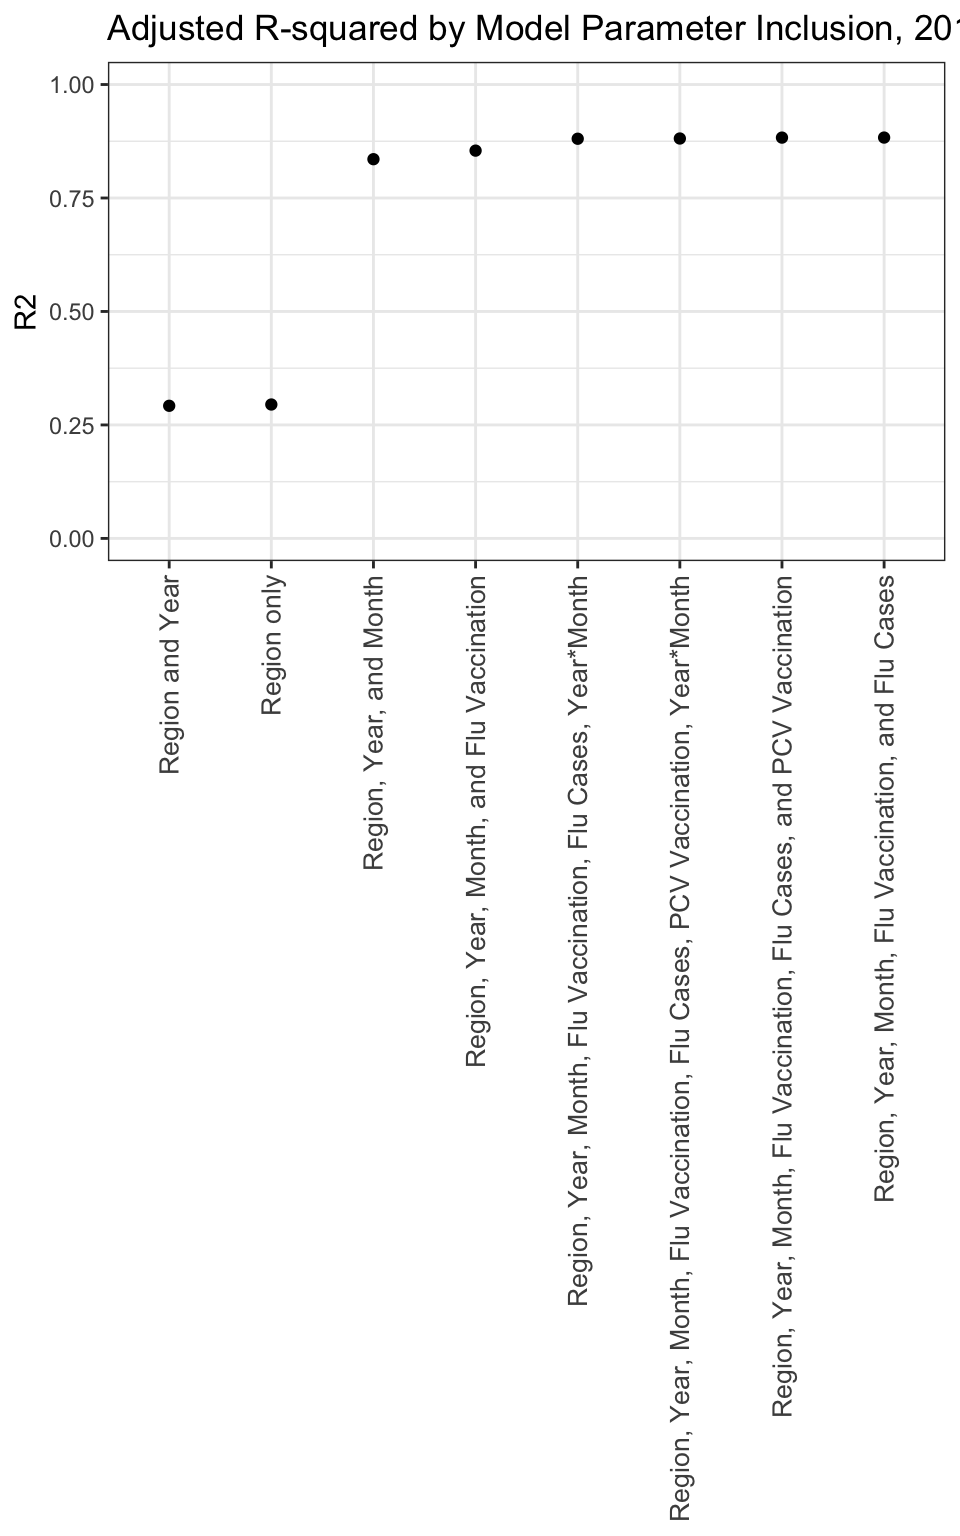 Adjusted R-squared by Model Parameter Inclusion, 201
R2
1.00
0.75
0.50
0.25
0.00
Region and Year
Region only
Region, Year, and Month
Region, Year, Month, and Flu Vaccination
Region, Year, Month, Flu Vaccination, Flu Cases, Year*Month
Region, Year, Month, Flu Vaccination, Flu Cases, PCV Vaccination, Year*Month
Region, Year, Month, Flu Vaccination, Flu Cases, and PCV Vaccination
Region, Year, Month, Flu Vaccination, and Flu Cases